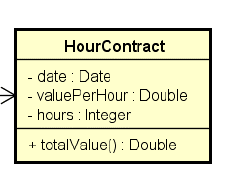 HourContract
- date : Date
- valuePerHour : Double
- hours : Integer
+ totalValue() : Double